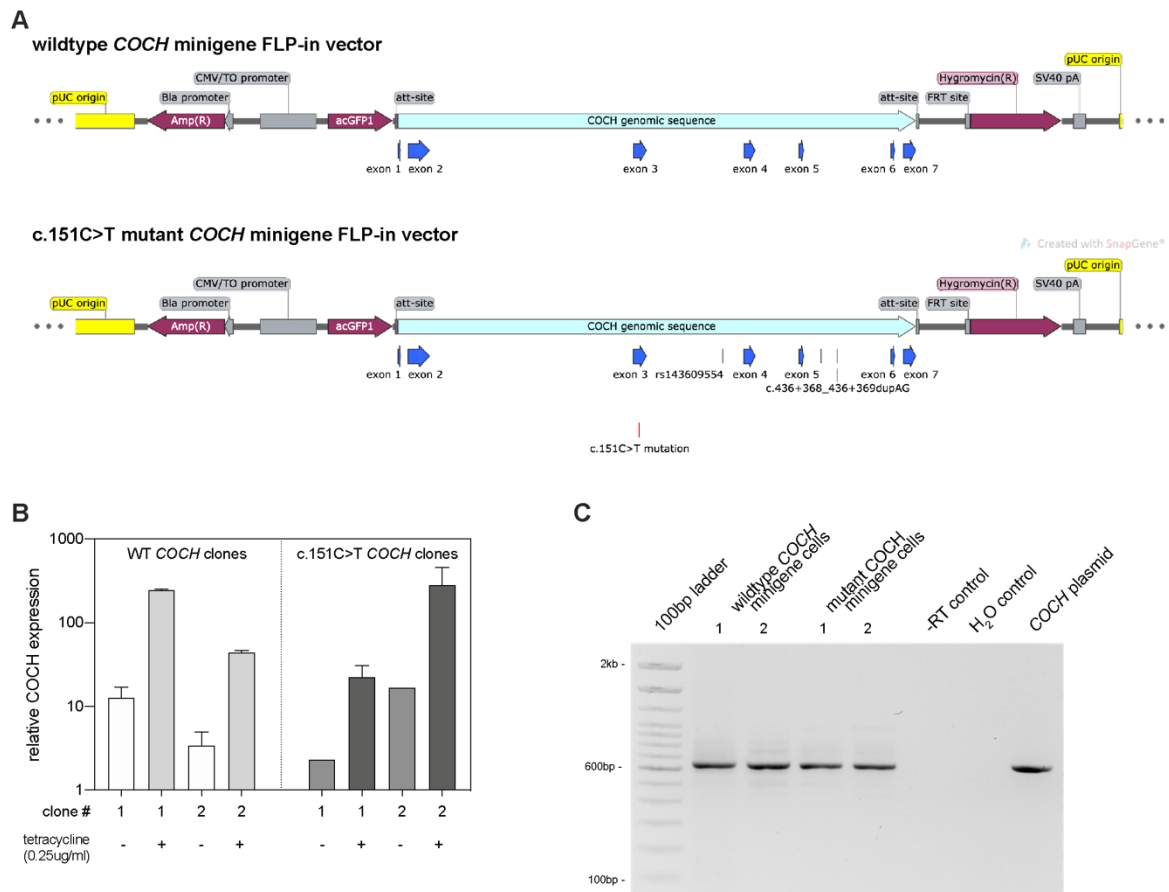 A
wildtype COCH minigene FLP-in vector
pUC origin
CMV/TO promoter
Hygromycin(R)
SV40 pA
pUC origin
Bla promoter
att-site
att-site
FRT site
Amp(R)
acGFP1
COCH genomic sequence
exon 1
exon 2
exon 3
exon 4
exon 5
exon 6
exon 7
c.151C>T mutant COCH minigene FLP-in vector
Created with SnapGene®
pUC origin
CMV/TO promoter
Hygromycin(R)
SV40 pA
pUC origin
Bla promoter
att-site
att-site
FRT site
Amp(R)
acGFP1
COCH genomic sequence
exon 1
exon 2
exon 3
rs143609554
exon 4
exon 5
exon 6
exon 7
c.436+368_436+369dupAG
c.151C>T mutation
B
relative COCH expression
1000
100
10
1
WT COCH clones
c.151C>T COCH clones
clone # 1 1 2 2 1 1 2 2
tetracycline
(0.25ug/ml)
- + - + - + - +
C
100bp ladder
wildtype COCH
minigene cells
mutant COCH
minigene cells
-RT control
H2O control
COCH plasmid
1 2 1 2
2kb -
600bp -
100bp -